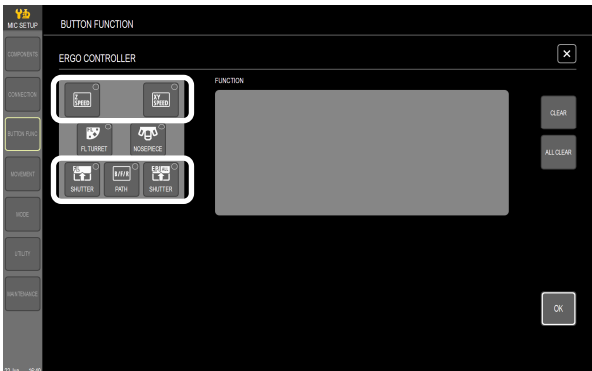 MIC SETUP
BUTTON FUNCTION
COMPONENTS
ERGO CONTROLLER
CONNECTION
Z SPEED
XY SPEED
FUNCTION
CLEAR
BUTTON FUNC
FL TURRET
NOSEPIECE
ALL CLEAR
MOVEMENT
B/F/R
SHUTTER
PATH
SHUTTER
MODE
UTILITY
MAINTENANCE
OK